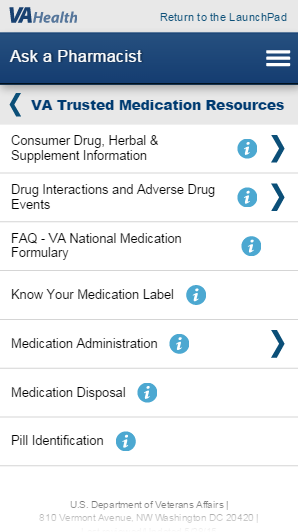 VA Health
Return to the LaunchPad
Ask a Pharmacist
VA Trusted Medication Resources
Consumer Drug, Herbal &
Supplement Information
Drug Interactions and Adverse Drug
Events
FAQ - VA National Medication
Formulary
Know Your Medication Label
Medication Administration
Medication Disposal
Pill Identification
U.S. Department of Veterans Affairs |
810 Vermont Avenue, NW Washington DC 20420 |